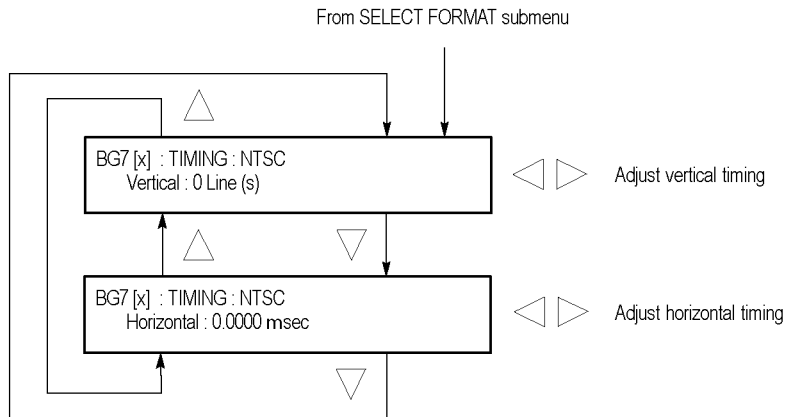 From SELECT FORMAT submenu
BG7 [x] : TIMING : NTSC
Vertical : 0 Line (s)
Adjust vertical timing
BG7 [x] : TIMING : NTSC
Horizontal : 0.0000 msec
Adjust horizontal timing